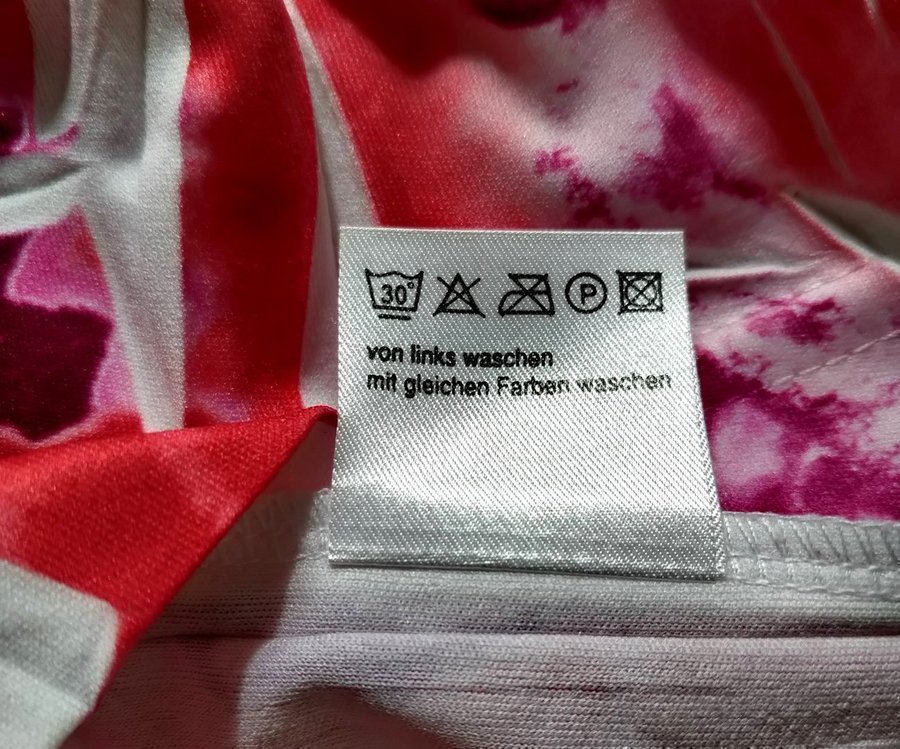 30°
P
von links waschen
mit gleichen Farben waschen